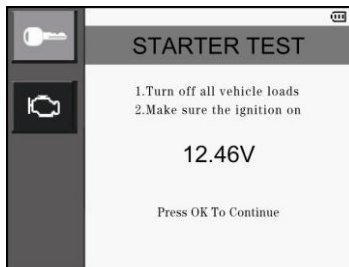 STARTER TEST
1.Turn off all vehicle loads
2.Make sure the ignition on
12.46V
Press OK To Continue